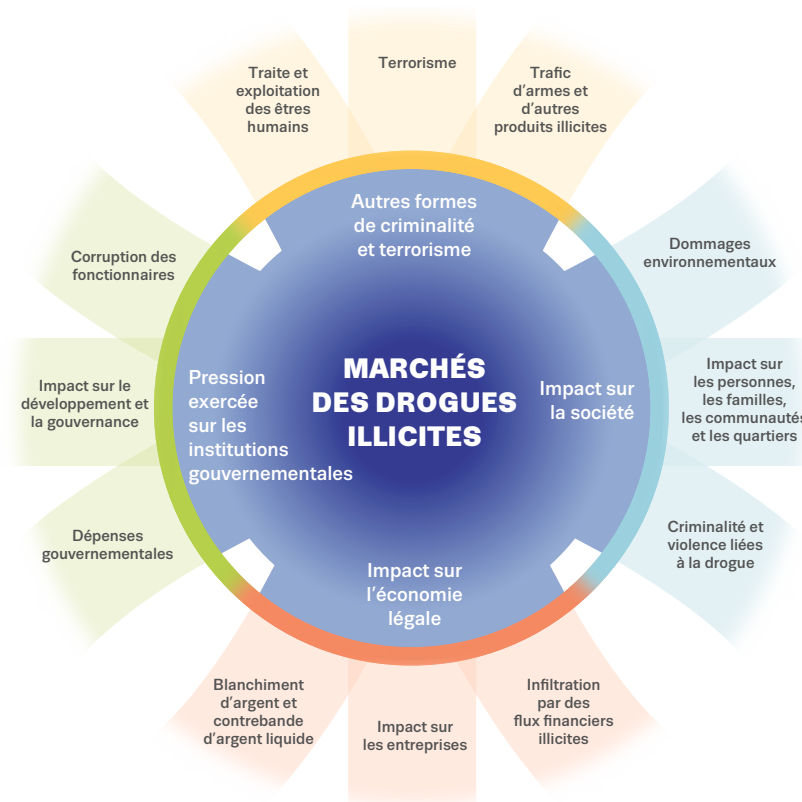 Terrorisme
Traite et
exploitation
des êtres
humains
Trafic
d'armes et
d'autres
produits illicites
Autres formes
de criminalité
et terrorisme
Corruption des
fonctionnaires
Dommages
environnementaux
Impact sur le
développement et
la gouvernance
Pression
exercée
sur les
institutions
gouvernementales
MARCHÉS
DES DROGUES
ILLICITES
Impact sur
la société
Impact sur
les personnes,
les familles,
les communautés
et les quartiers
Dépenses
gouvernementales
Criminalité et
violence liées
à la drogue
Impact sur
l'économie
légale
Blanchiment
d'argent et
contrebande
d'argent liquide
Impact sur
les entreprises
Infiltration
par des
flux financiers
illicites